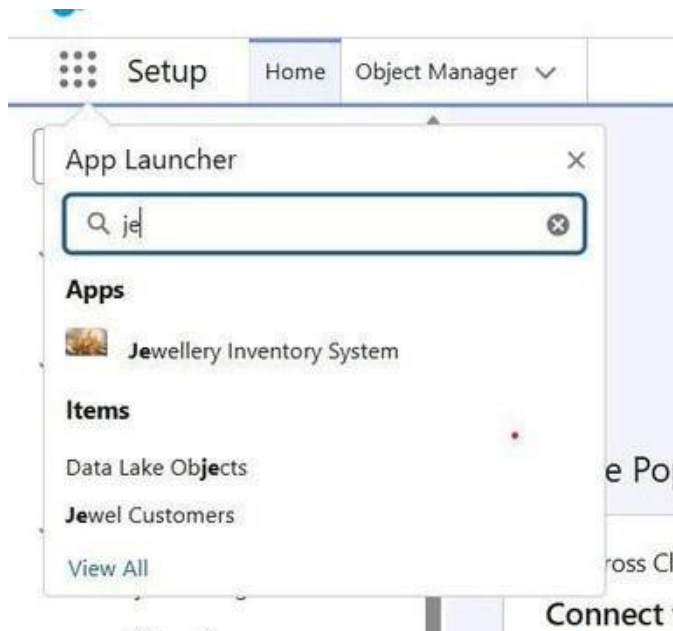 Setup Home Object Manager
App Launcher
je
Apps
Jewellery Inventory System
Items
Data Lake Objects
Jewel Customers
View All
e Po
ross Cl
Connect